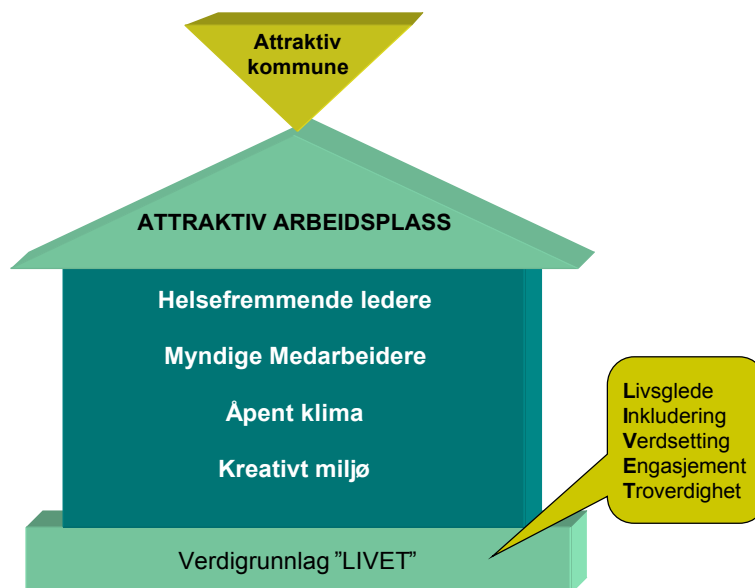 Attraktiv
kommune
ATTRAKTIV ARBEIDSPLASS
Helsefremmende ledere
Myndige Medarbeidere
Åpent klima
Kreativt miljø
Livsglede
Inkludering
Verdsetting
Engasjement
Troverdighet
Verdigrunnlag ”LIVET”